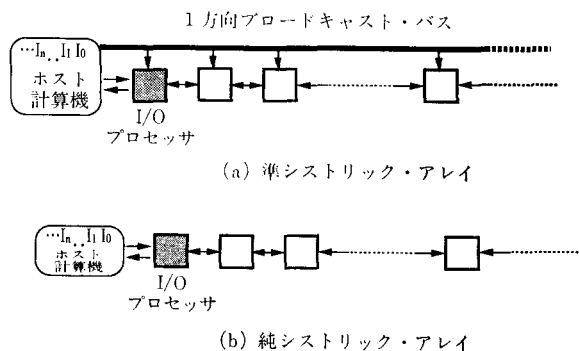 1方向ブロードキャスト・バス
…Iₙ‥I₁ I₀
ホスト
計算機
I/O
プロセッサ
(a) 準シストリック・アレイ
…Iₙ‥I₁ I₀
ホスト
計算機
I/O
プロセッサ
(b) 純シストリック・アレイ